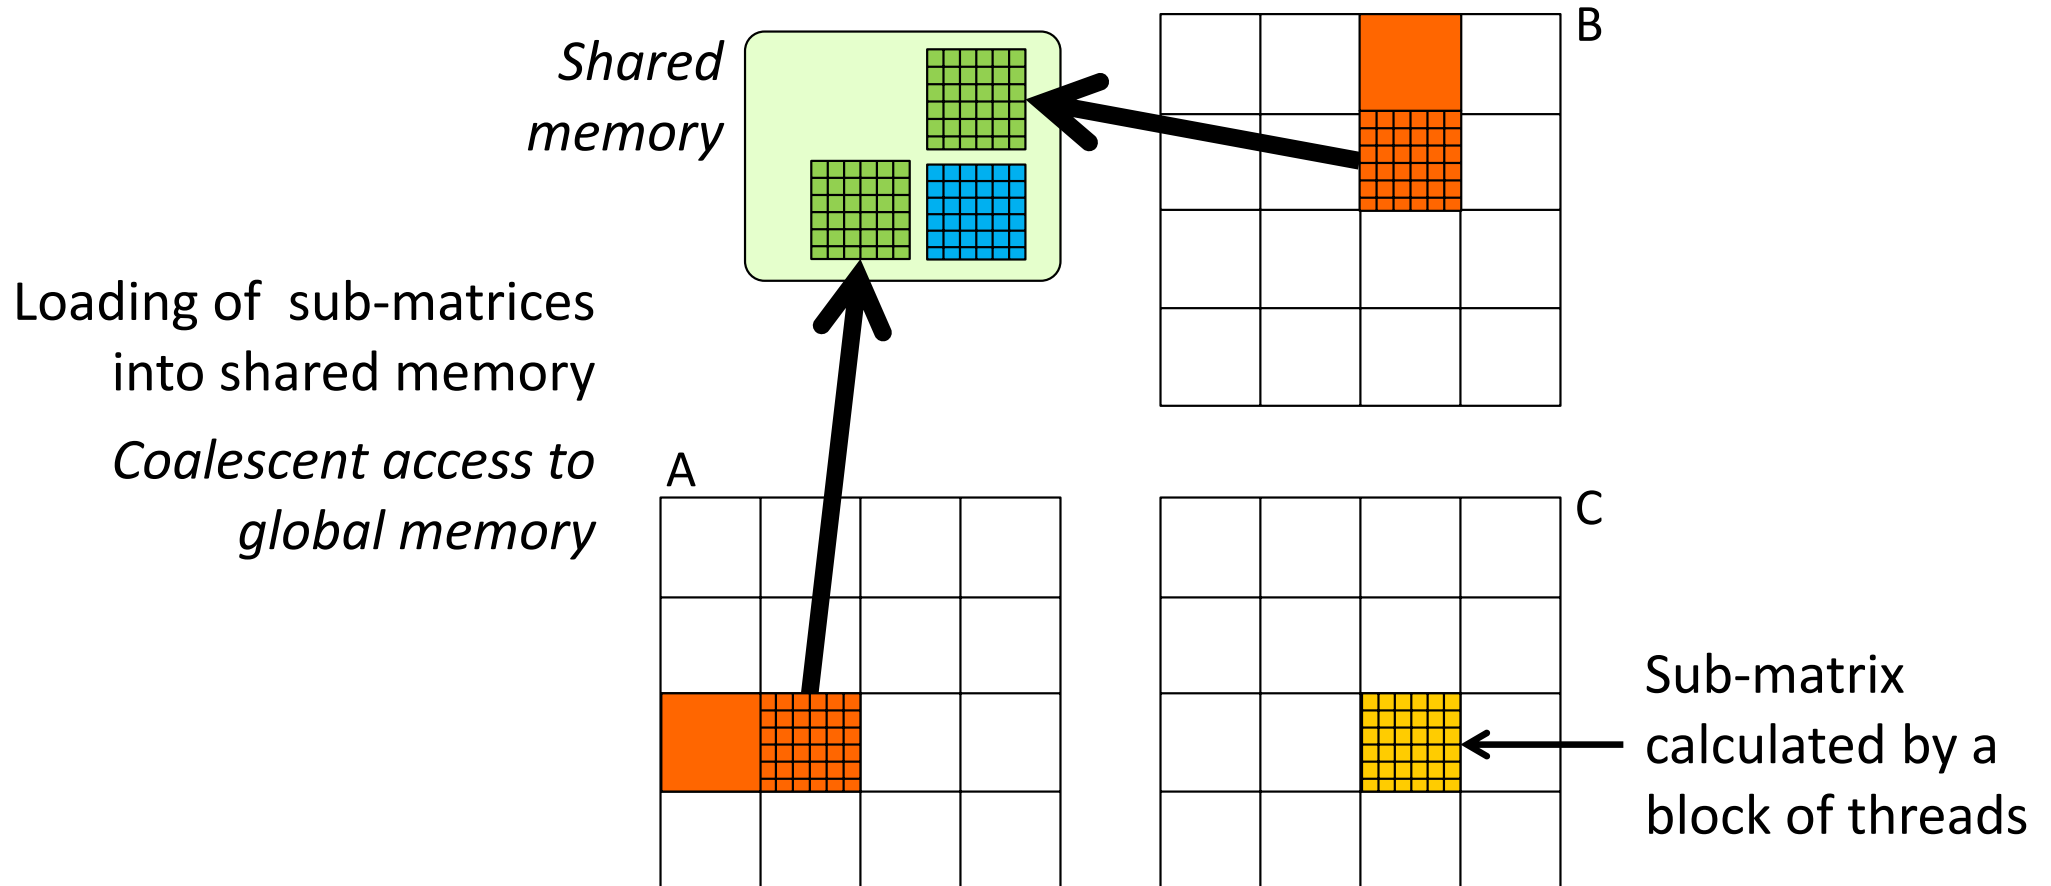 Shared
memory
B
Loading of  sub-matrices
into shared memory
Coalescent access to
global memory
A
C
Sub-matrix
calculated by a
block of threads